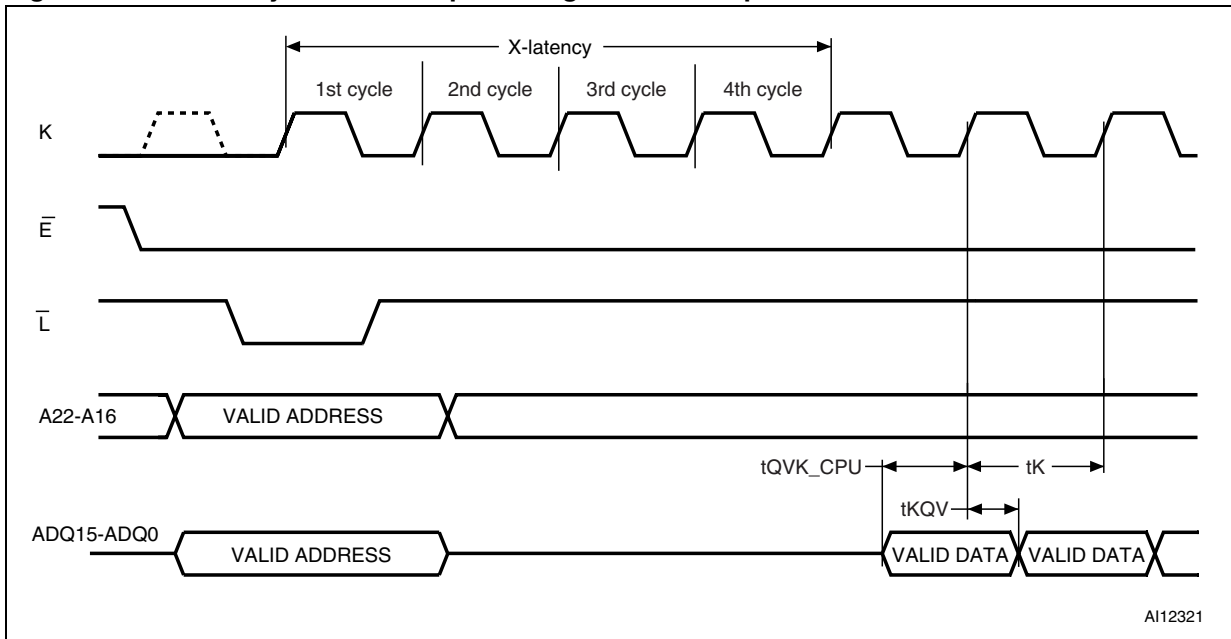 X-latency
1st cycle 2nd cycle 3rd cycle 4th cycle
K
E
L
A22-A16 VALID ADDRESS
tQVK_CPU tK
tKQV
ADQ15-ADQ0 VALID ADDRESS VALID DATA VALID DATA
AI12321